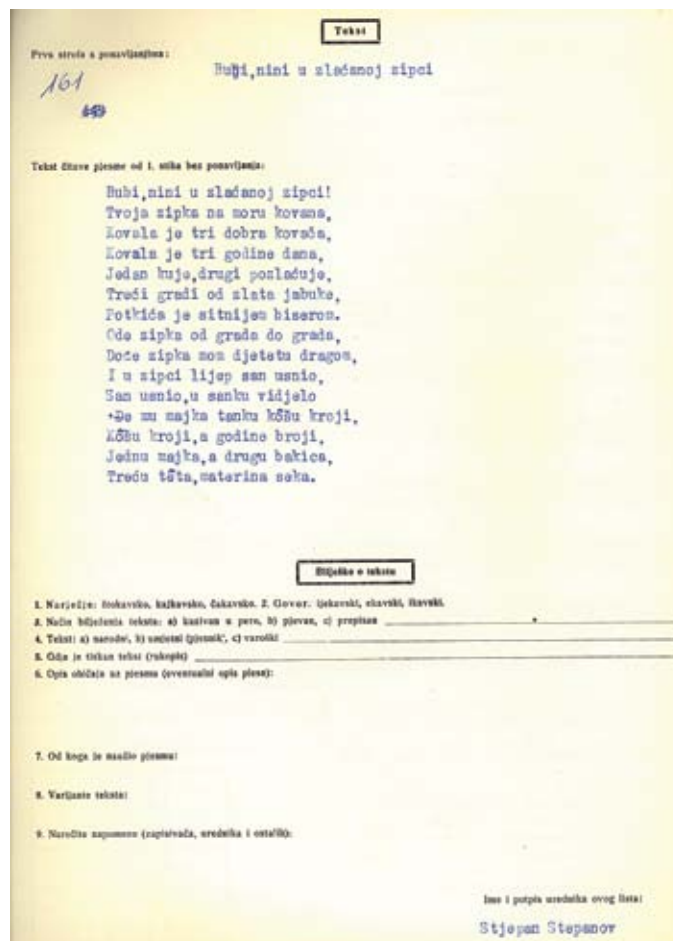 Tekst
Prva strofa s ponavljanjima:
Bubi,nini u zlaćanoj zipci
161
Tekst čitave pjesme od 1. stiha bez ponavljanja:
Bubi,nini u zlaćanoj zipci!
Tvoja zipka na moru kovana,
Kovala je tri dobra kovača,
Kovala je tri godine dana,
Jedan kuje,drugi pozlaćuje,
Treći gradi od zlata jabuke,
Potkića je sitnijem biserom.
Ode zipka od grada do grada,
Doće zipka mom djetetu dragom,
I u zipci lijep san usnio,
San usnio,u sanku vidjelo
Đe mu majka tanku kõšu kroji,
Kõšu kroji,a godine broji,
Jednu majka,a drugu bakica,
Treću tēta,materina seka.
Bilješke o tekstu
1. Narječje: štokavsko, kajkavsko, čakavsko. 2. Govor. ijekavski, ekavski, ikavski.
3. Način bilježenja teksta: a) kazivan u pero, b) pjevan, c) prepisan
4. Tekst: a) narodni, b) umjetni (pjesnik), c) varoški
5. Gdje je tiskan tekst (rukopis)
6. Opis običaja uz pjesmu (eventualni opis plesa):
7. Od koga je naučio pjesmu:
8. Varijante teksta:
9. Naročite napomene (zapisivača, urednika i ostalih):
Ime i potpis urednika ovog lista:
Stjepan Stepanov